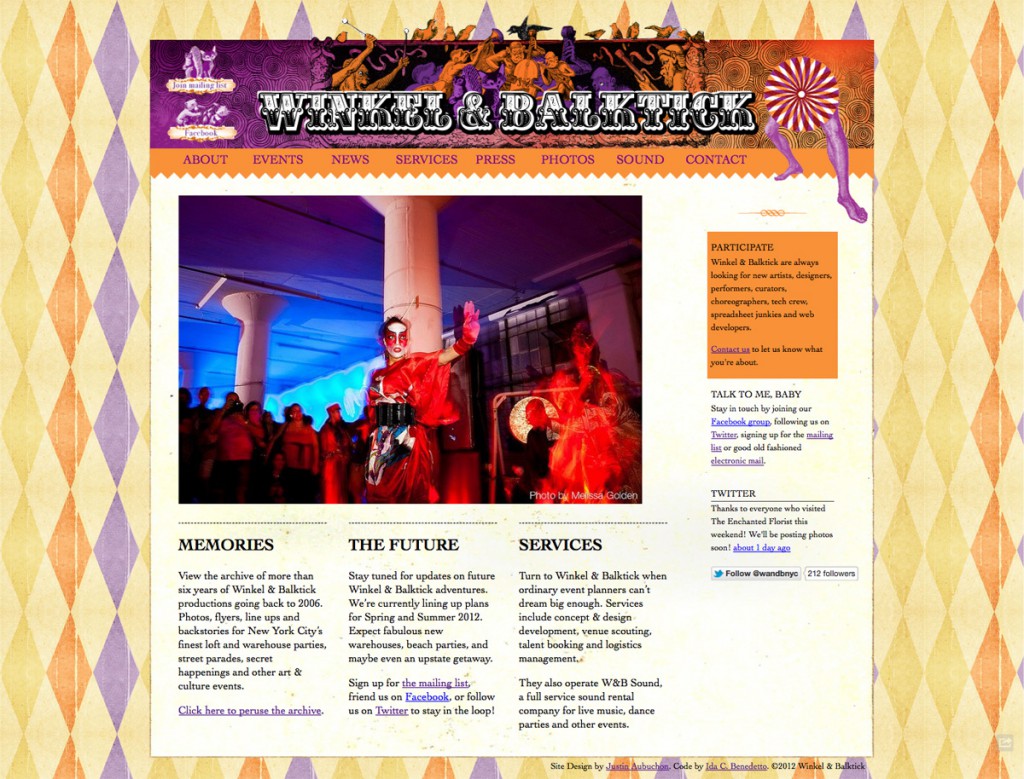 Join mailing list
Facebook
WINKEL & BALKTICK
ABOUT EVENTS NEWS SERVICES PRESS PHOTOS SOUND CONTACT
Photo by Melissa Golden
PARTICIPATE
Winkel & Balktick are always
looking for new artists, designers,
performers, curators,
choreographers, tech crew,
spreadsheet junkies and web
developers.
Contact us to let us know what
you're about.
TALK TO ME, BABY
Stay in touch by joining our
Facebook group, following us on
Twitter, signing up for the mailing
list or good old fashioned
electronic mail.
TWITTER
Thanks to everyone who visited
The Enchanted Florist this
weekend! We'll be posting photos
soon! about 1 day ago
Follow @wandbnyc 212 followers
MEMORIES
View the archive of more than
six years of Winkel & Balktick
productions going back to 2006.
Photos, flyers, line ups and
backstories for New York City's
finest loft and warehouse parties,
street parades, secret
happenings and other art &
culture events.
Click here to peruse the archive.
THE FUTURE
Stay tuned for updates on future
Winkel & Balktick adventures.
We're currently lining up plans
for Spring and Summer 2012.
Expect fabulous new
warehouses, beach parties, and
maybe even an upstate getaway.
Sign up for the mailing list,
friend us on Facebook, or follow
us on Twitter to stay in the loop!
SERVICES
Turn to Winkel & Balktick when
ordinary event planners can't
dream big enough. Services
include concept & design
development, venue scouting,
talent booking and logistics
management.
They also operate W&B Sound,
a full service sound rental
company for live music, dance
parties and other events.
Site Design by Justin Aubuchon. Code by Ida C. Benedetto. ©2012 Winkel & Balktick